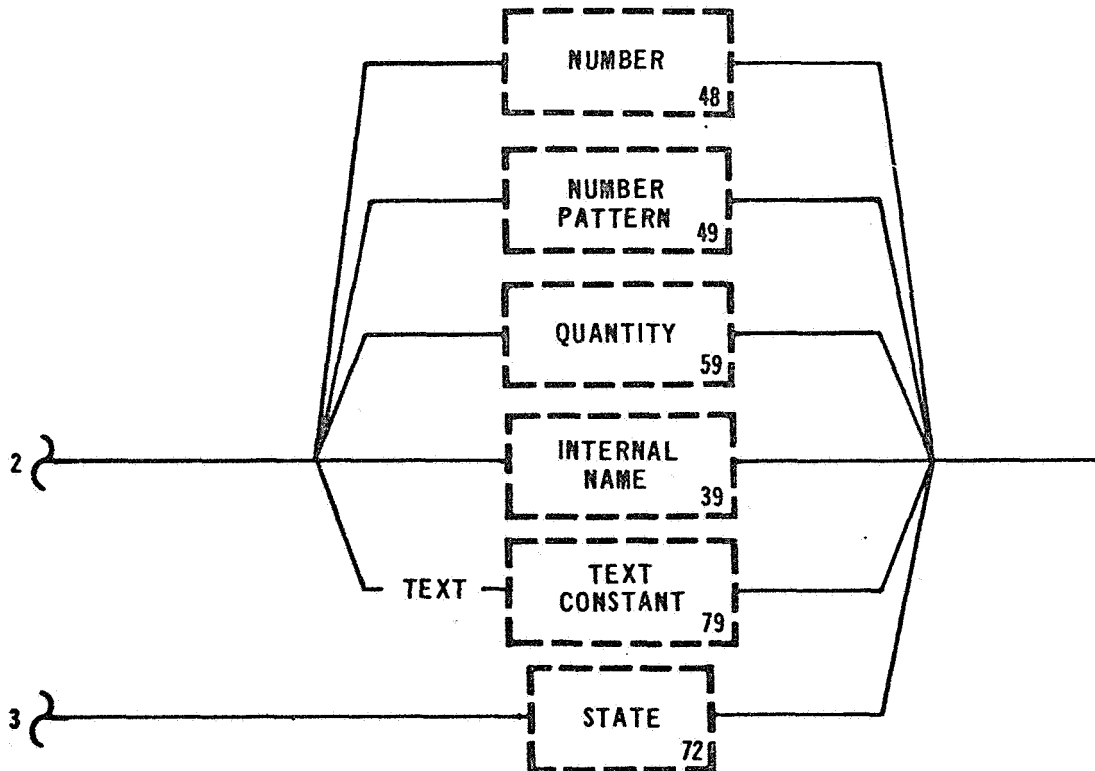 NUMBER
48
NUMBER
PATTERN
49
QUANTITY
59
2
INTERNAL
NAME
39
TEXT
TEXT
CONSTANT
79
3
STATE
72